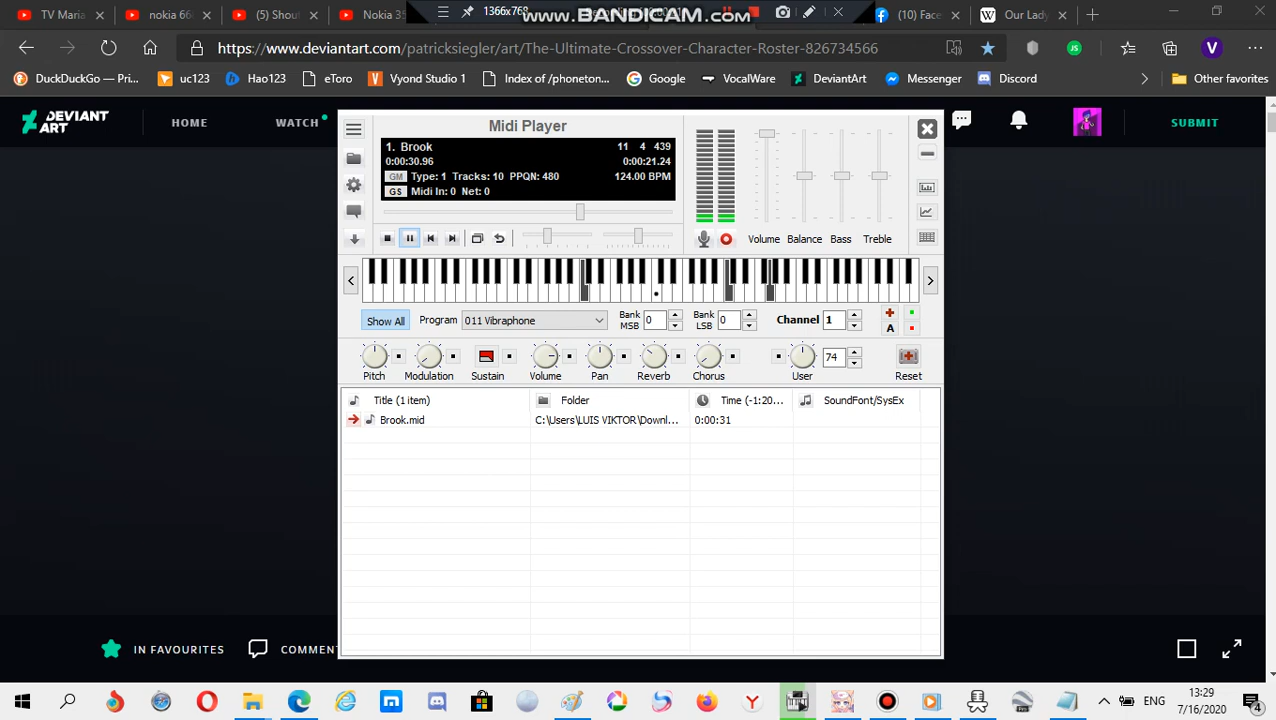 TV Maria
nokia 66
(5) Shout
Nokia 3
1366x768
www.BANDICAM.com
(10) Face
Our Lady
https://www.deviantart.com/patricksiegler/art/The-Ultimate-Crossover-Character-Roster-826734566
DuckDuckGo — Pri...
uc123
Hao123
eToro
Vyond Studio 1
Index of /phoneton...
Google
VocalWare
DeviantArt
Messenger
Discord
Other favorites
DEVIANT ART
HOME
WATCH
SUBMIT
Midi Player
1. Brook 11 4 439
0:00:30.96 0:00:21.24
GM Type: 1 Tracks: 10 PPQN: 480 124.00 BPM
GS Midi In: 0 Net: 0
Volume Balance Bass Treble
Show All Program 011 Vibraphone Bank MSB 0 Bank LSB 0 Channel 1
A
Pitch Modulation Sustain Volume Pan Reverb Chorus User 74 Reset
Title (1 item) Folder Time (-1:20... SoundFont/SysEx
Brook.mid C:\Users\LUIS VIKTOR\Downl... 0:00:31
IN FAVOURITES
COMMEN
ENG
13:29
7/16/2020
4